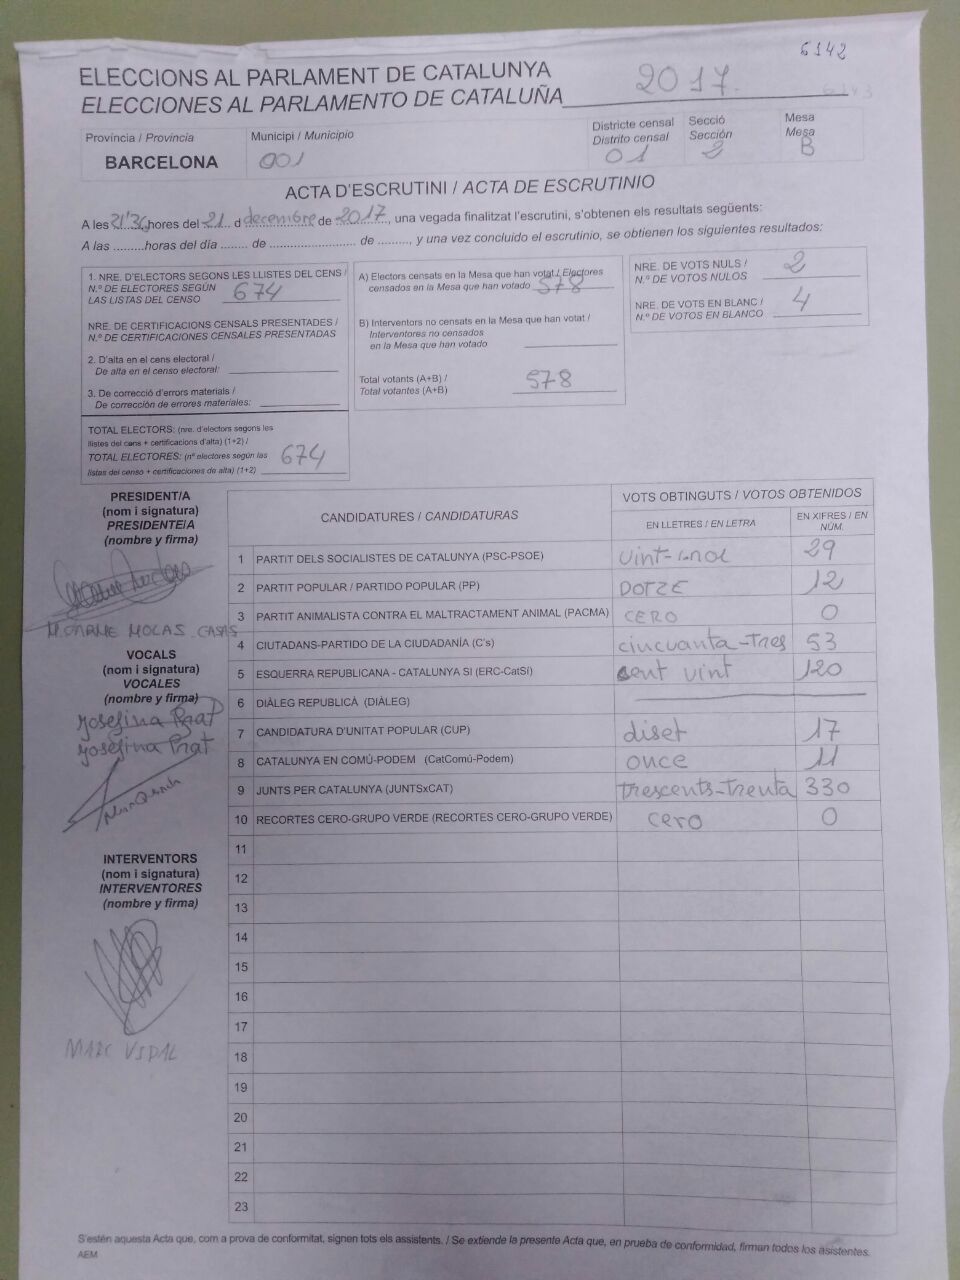 6142
ELECCIONS AL PARLAMENT DE CATALUNYA
ELECCIONES AL PARLAMENTO DE CATALUÑA 2017
Província / Provincia
BARCELONA
Municipi / Municipio
001
Districte censal
Distrito censal
01
Secció
Sección
2
Mesa
Mesa
B
ACTA D'ESCRUTINI / ACTA DE ESCRUTINIO
A les hores del 21 d decembre de 2017, una vegada finalitzat l'escrutini, s'obtenen els resultats següents:
A las .........horas del día ........ de .......................... de .........., y una vez concluido el escrutinio, se obtienen los siguientes resultados:
1. NRE. D'ELECTORS SEGONS LES LLISTES DEL CENS /
N.º DE ELECTORES SEGÚN
LAS LISTAS DEL CENSO 674
NRE. DE CERTIFICACIONS CENSALS PRESENTADES /
N.º DE CERTIFICACIONES CENSALES PRESENTADAS
2. D'alta en el cens electoral /
De alta en el censo electoral:
3. De correcció d'errors materials /
De corrección de errores materiales:
TOTAL ELECTORS: (nre. d'electors segons les
llistes del cens + certificacions d'alta) (1+2) /
TOTAL ELECTORES: (nº electores según las
listas del censo + certificaciones de alta) (1+2) 674
A) Electors censats en la Mesa que han votat / Electores
censados en la Mesa que han votado 578
B) Interventors no censats en la Mesa que han votat /
Interventores no censados
en la Mesa que han votado
Total votants (A+B) /
Total votantes (A+B) 578
NRE. DE VOTS NULS /
N.º DE VOTOS NULOS 2
NRE. DE VOTS EN BLANC /
N.º DE VOTOS EN BLANCO 4
PRESIDENT/A
(nom i signatura)
PRESIDENTE/A
(nombre y firma)
M. CARME MOLAS CASAS
VOCALS
(nom i signatura)
VOCALES
(nombre y firma)
Josefina Prat
Josefina Prat
INTERVENTORS
(nom i signatura)
INTERVENTORES
(nombre y firma)
MARC VIDAL
CANDIDATURES / CANDIDATURAS
VOTS OBTINGUTS / VOTOS OBTENIDOS
EN LLETRES / EN LETRA
EN XIFRES / EN NÚM.
1 PARTIT DELS SOCIALISTES DE CATALUNYA (PSC-PSOE) vint-i-nou 29
2 PARTIT POPULAR / PARTIDO POPULAR (PP) DOTZE 12
3 PARTIT ANIMALISTA CONTRA EL MALTRACTAMENT ANIMAL (PACMA) CERO 0
4 CIUTADANS-PARTIDO DE LA CIUDADANÍA (C's) cincuanta-tres 53
5 ESQUERRA REPUBLICANA - CATALUNYA SI (ERC-CatSí) cent vint 120
6 DIÀLEG REPUBLICÀ (DIÀLEG)
7 CANDIDATURA D'UNITAT POPULAR (CUP) diset 17
8 CATALUNYA EN COMÚ-PODEM (CatComú-Podem) once 11
9 JUNTS PER CATALUNYA (JUNTSxCAT) trescents-trenta 330
10 RECORTES CERO-GRUPO VERDE (RECORTES CERO-GRUPO VERDE) cero 0
11
12
13
14
15
16
17
18
19
20
21
22
23
S'estén aquesta Acta que, com a prova de conformitat, signen tots els assistents. / Se extiende la presente Acta que, en prueba de conformidad, firman todos los asistentes.
AEM